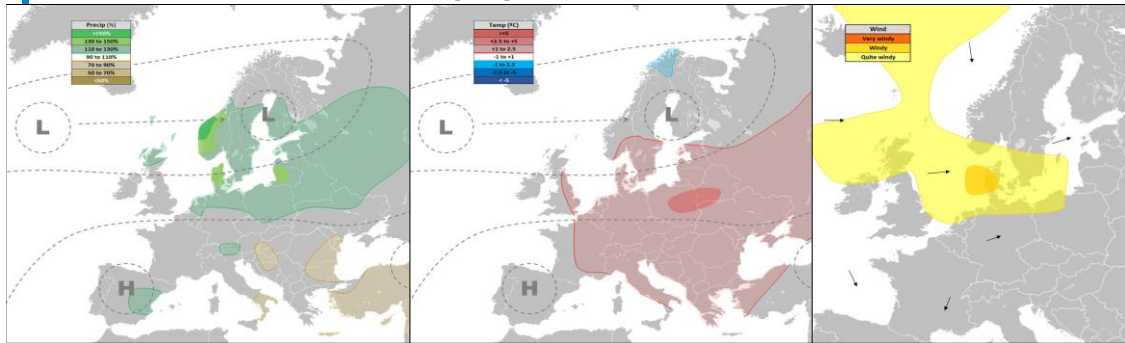 Precip (%)
>150%
130 to 150%
110 to 130%
90 to 110%
70 to 90%
50 to 70%
<50%
L
L
H
Temp (ºC)
>+5
+2.5 to +5
+1 to 2.5
-1 to +1
-1 to 2.5
-2.5 to -5
< -5
L
L
H
Wind
Very windy
Windy
Quite windy